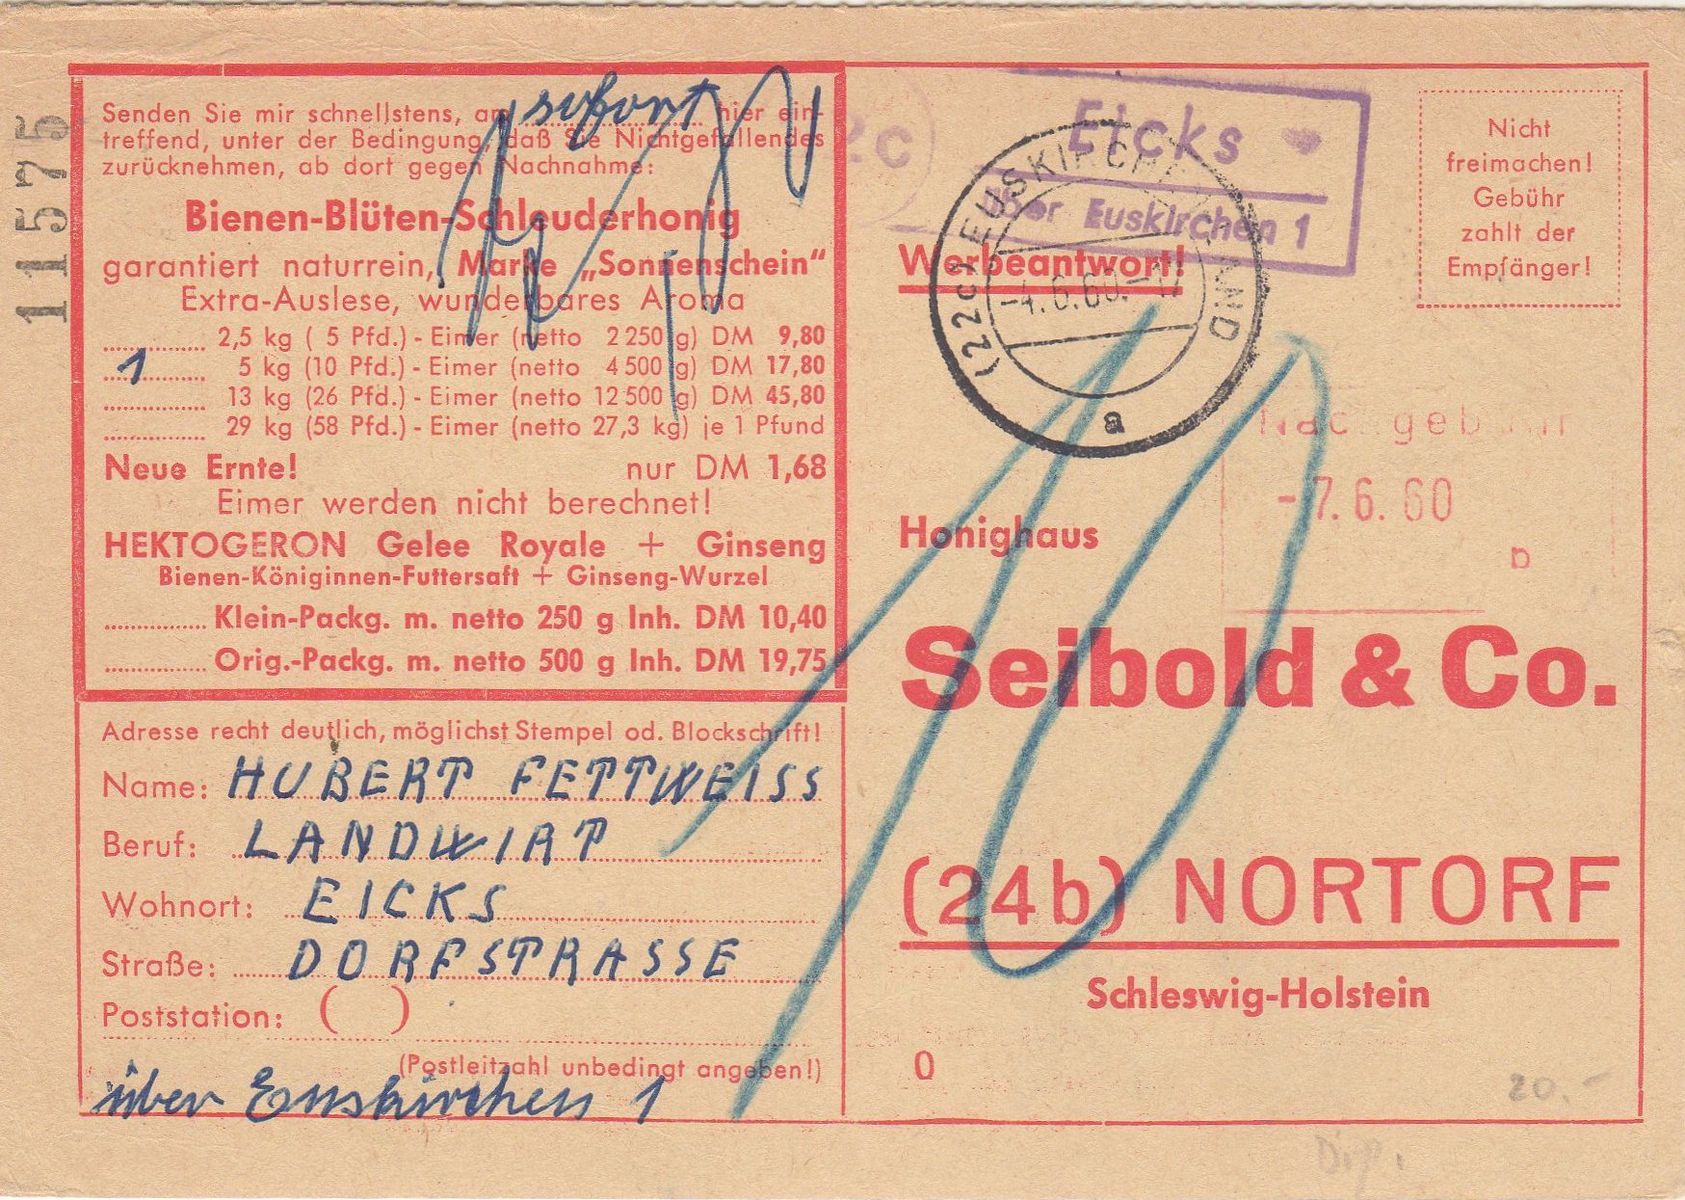 11575
Senden Sie mir schnellstens, an sofort hier ein-
treffend, unter der Bedingung, daß Sie Nichtgefallendes
zurücknehmen, ab dort gegen Nachnahme:
Bienen-Blüten-Schleuderhonig
garantiert naturrein, Marke „Sonnenschein“
Extra-Auslese, wunderbares Aroma
2,5 kg ( 5 Pfd.) - Eimer (netto 2 250 g) DM 9,80
1 5 kg (10 Pfd.) - Eimer (netto 4 500 g) DM 17,80
13 kg (26 Pfd.) - Eimer (netto 12 500 g) DM 45,80
29 kg (58 Pfd.) - Eimer (netto 27,3 kg) je 1 Pfund
Neue Ernte! nur DM 1,68
Eimer werden nicht berechnet!
HEKTOGERON Gelee Royale + Ginseng
Bienen-Königinnen-Futtersaft + Ginseng-Wurzel
Klein-Packg. m. netto 250 g Inh. DM 10,40
Orig.-Packg. m. netto 500 g Inh. DM 19,75
Adresse recht deutlich, möglichst Stempel od. Blockschrift!
Name: HUBERT FETTWEISS
Beruf: LANDWIRT
Wohnort: EICKS
Straße: DORFSTRASSE
Poststation: ( )
(Postleitzahl unbedingt angeben!)
über Euskirchen 1
Eicks
über Euskirchen 1
(22c) EUSKIRCHEN
-4.6.60.-17
a
Werbeantwort!
Nicht
freimachen!
Gebühr
zahlt der
Empfänger!
10
Nachgebühr
-7.6.60
b
Honighaus
Seibold & Co.
(24b) NORTORF
Schleswig-Holstein
0
20.-